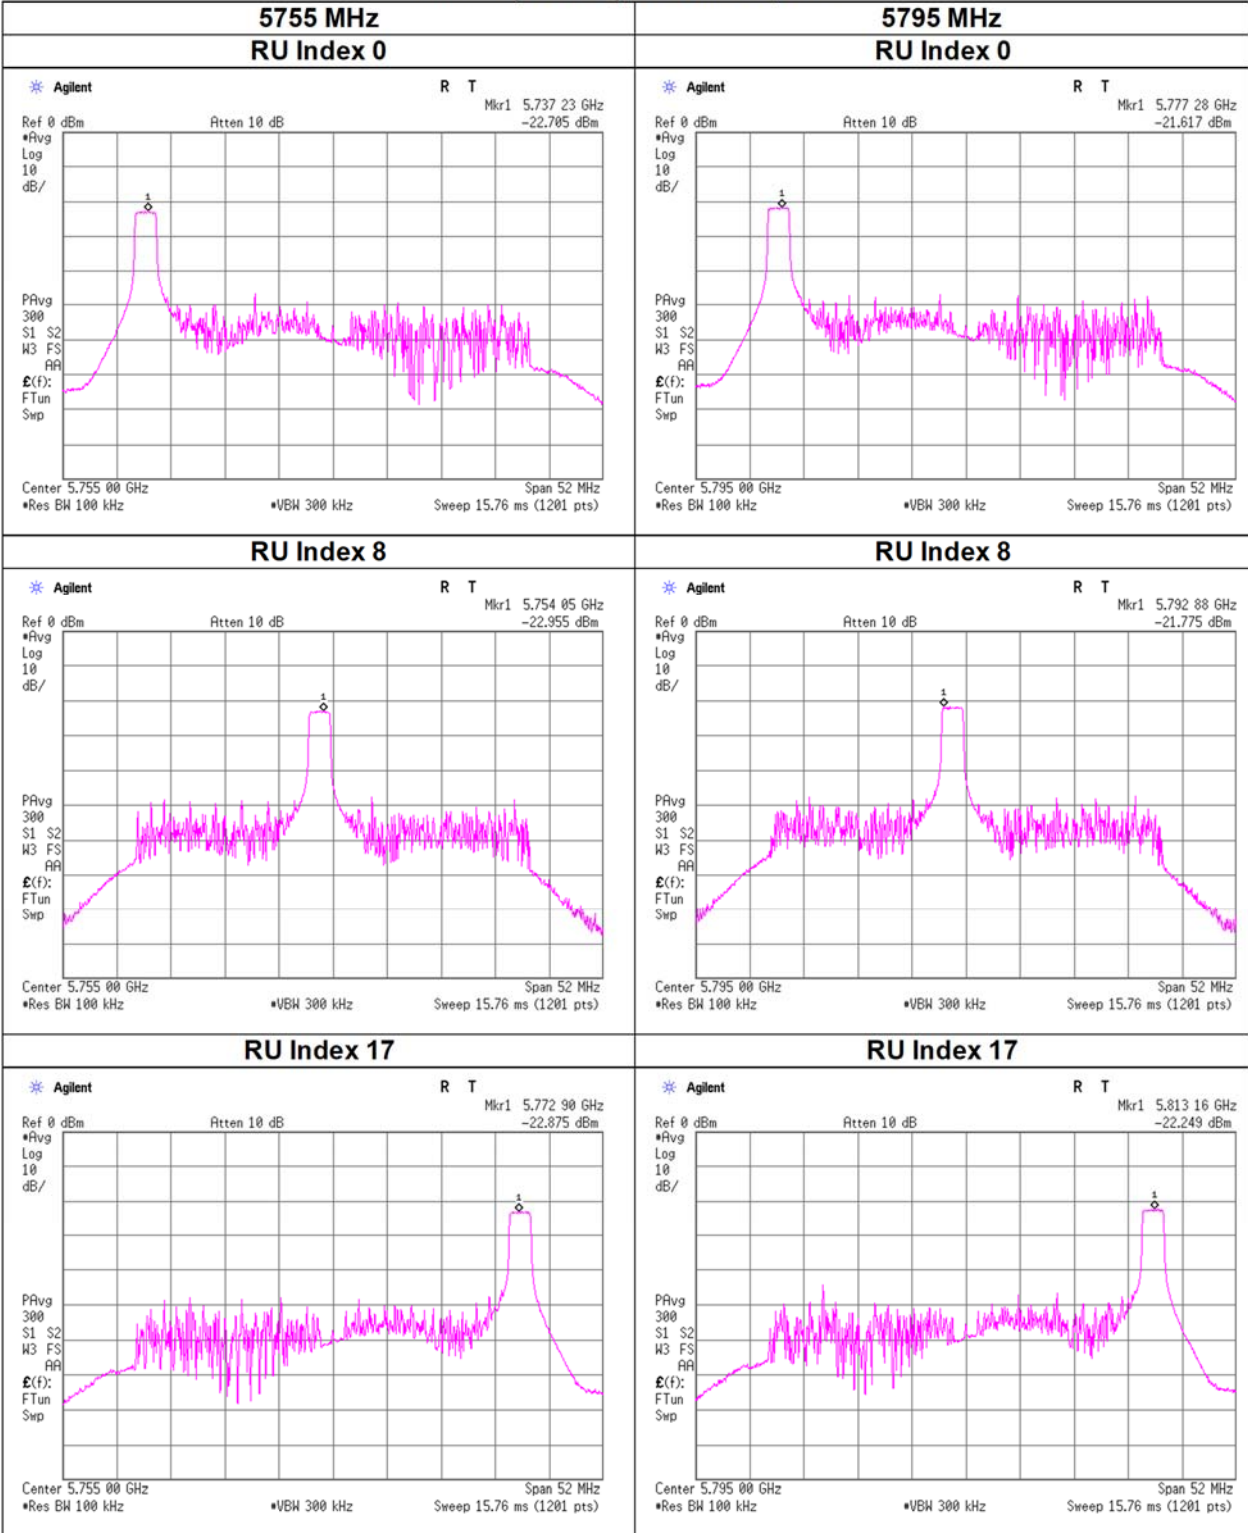 5755 MHz
5795 MHz
RU Index 0
RU Index 0
Agilent R T
Mkr1 5.737 23 GHz
Ref 0 dBm Atten 10 dB -22.705 dBm
*Avg
Log
10
dB/
1
PAvg
300
S1 S2
W3 FS
AA
£(f):
FTun
Swp
Center 5.755 00 GHz Span 52 MHz
*Res BW 100 kHz *VBW 300 kHz Sweep 15.76 ms (1201 pts)
Agilent R T
Mkr1 5.777 28 GHz
Ref 0 dBm Atten 10 dB -21.617 dBm
*Avg
Log
10
dB/
1
PAvg
300
S1 S2
W3 FS
AA
£(f):
FTun
Swp
Center 5.795 00 GHz Span 52 MHz
*Res BW 100 kHz *VBW 300 kHz Sweep 15.76 ms (1201 pts)
RU Index 8
RU Index 8
Agilent R T
Mkr1 5.754 05 GHz
Ref 0 dBm Atten 10 dB -22.955 dBm
*Avg
Log
10
dB/
1
PAvg
300
S1 S2
W3 FS
AA
£(f):
FTun
Swp
Center 5.755 00 GHz Span 52 MHz
*Res BW 100 kHz *VBW 300 kHz Sweep 15.76 ms (1201 pts)
Agilent R T
Mkr1 5.792 88 GHz
Ref 0 dBm Atten 10 dB -21.775 dBm
*Avg
Log
10
dB/
1
PAvg
300
S1 S2
W3 FS
AA
£(f):
FTun
Swp
Center 5.795 00 GHz Span 52 MHz
*Res BW 100 kHz *VBW 300 kHz Sweep 15.76 ms (1201 pts)
RU Index 17
RU Index 17
Agilent R T
Mkr1 5.772 90 GHz
Ref 0 dBm Atten 10 dB -22.875 dBm
*Avg
Log
10
dB/
1
PAvg
300
S1 S2
W3 FS
AA
£(f):
FTun
Swp
Center 5.755 00 GHz Span 52 MHz
*Res BW 100 kHz *VBW 300 kHz Sweep 15.76 ms (1201 pts)
Agilent R T
Mkr1 5.813 16 GHz
Ref 0 dBm Atten 10 dB -22.249 dBm
*Avg
Log
10
dB/
1
PAvg
300
S1 S2
W3 FS
AA
£(f):
FTun
Swp
Center 5.795 00 GHz Span 52 MHz
*Res BW 100 kHz *VBW 300 kHz Sweep 15.76 ms (1201 pts)